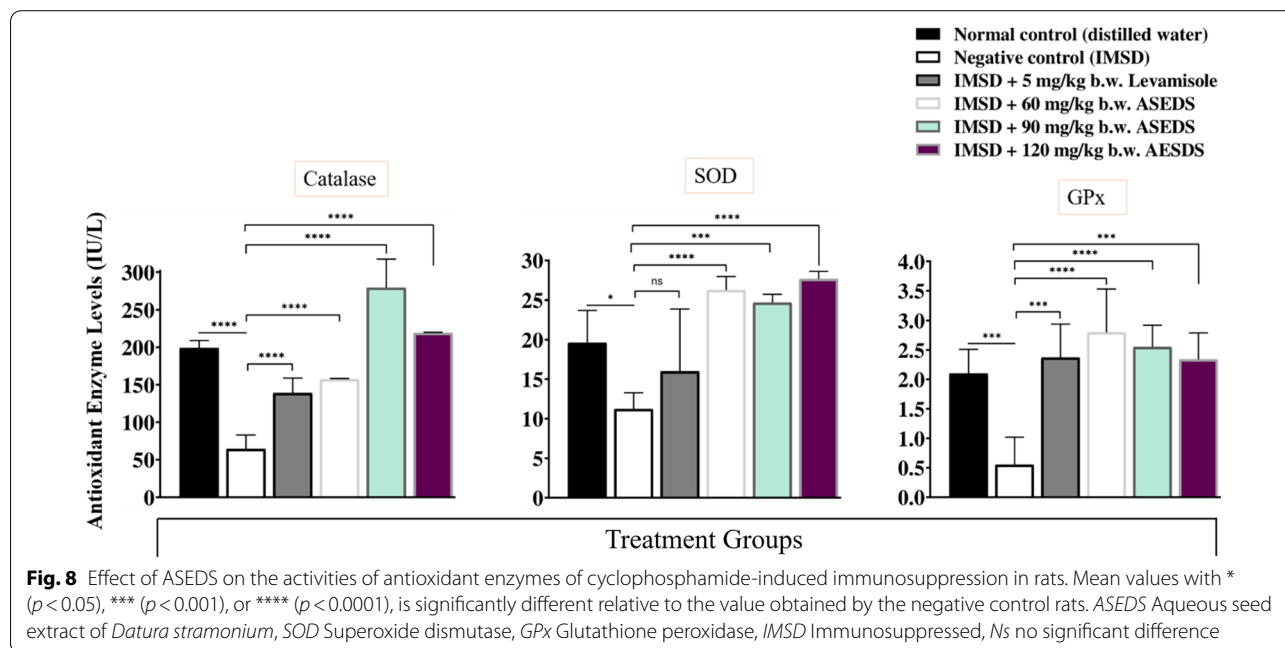 Normal control (distilled water)
Negative control (IMSD)
IMSD + 5 mg/kg b.w. Levamisole
IMSD + 60 mg/kg b.w. ASEDS
IMSD + 90 mg/kg b.w. ASEDS
IMSD + 120 mg/kg b.w. AESDS
Catalase
SOD
GPx
Antioxidant Enzyme Levels (IU/L)
300
250
200
150
100
50
0
****
****
****
****
****
30
25
20
15
10
5
0
****
***
****
ns
*
4.0
3.5
3.0
2.5
2.0
1.5
1.0
0.5
0.0
***
****
****
***
***
Treatment Groups
Fig. 8 Effect of ASEDS on the activities of antioxidant enzymes of cyclophosphamide-induced immunosuppression in rats. Mean values with *
(p < 0.05), *** (p < 0.001), or **** (p < 0.0001), is significantly different relative to the value obtained by the negative control rats. ASEDS Aqueous seed
extract of Datura stramonium, SOD Superoxide dismutase, GPx Glutathione peroxidase, IMSD Immunosuppressed, Ns no significant difference